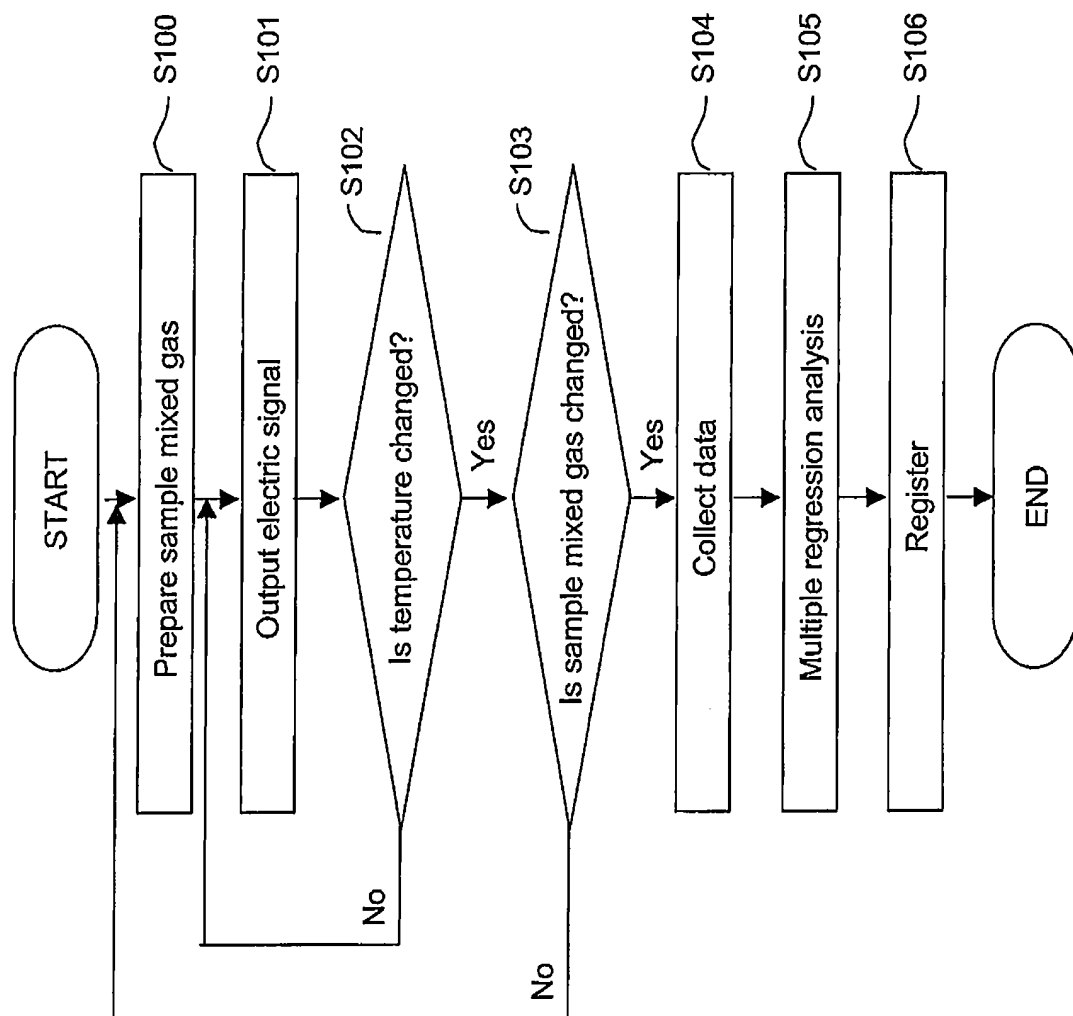 START
Prepare sample mixed gas
S100
Output electric signal
S101
Is temperature changed?
S102
No
Yes
Is sample mixed gas changed?
S103
No
Yes
Collect data
S104
Multiple regression analysis
S105
Register
S106
END